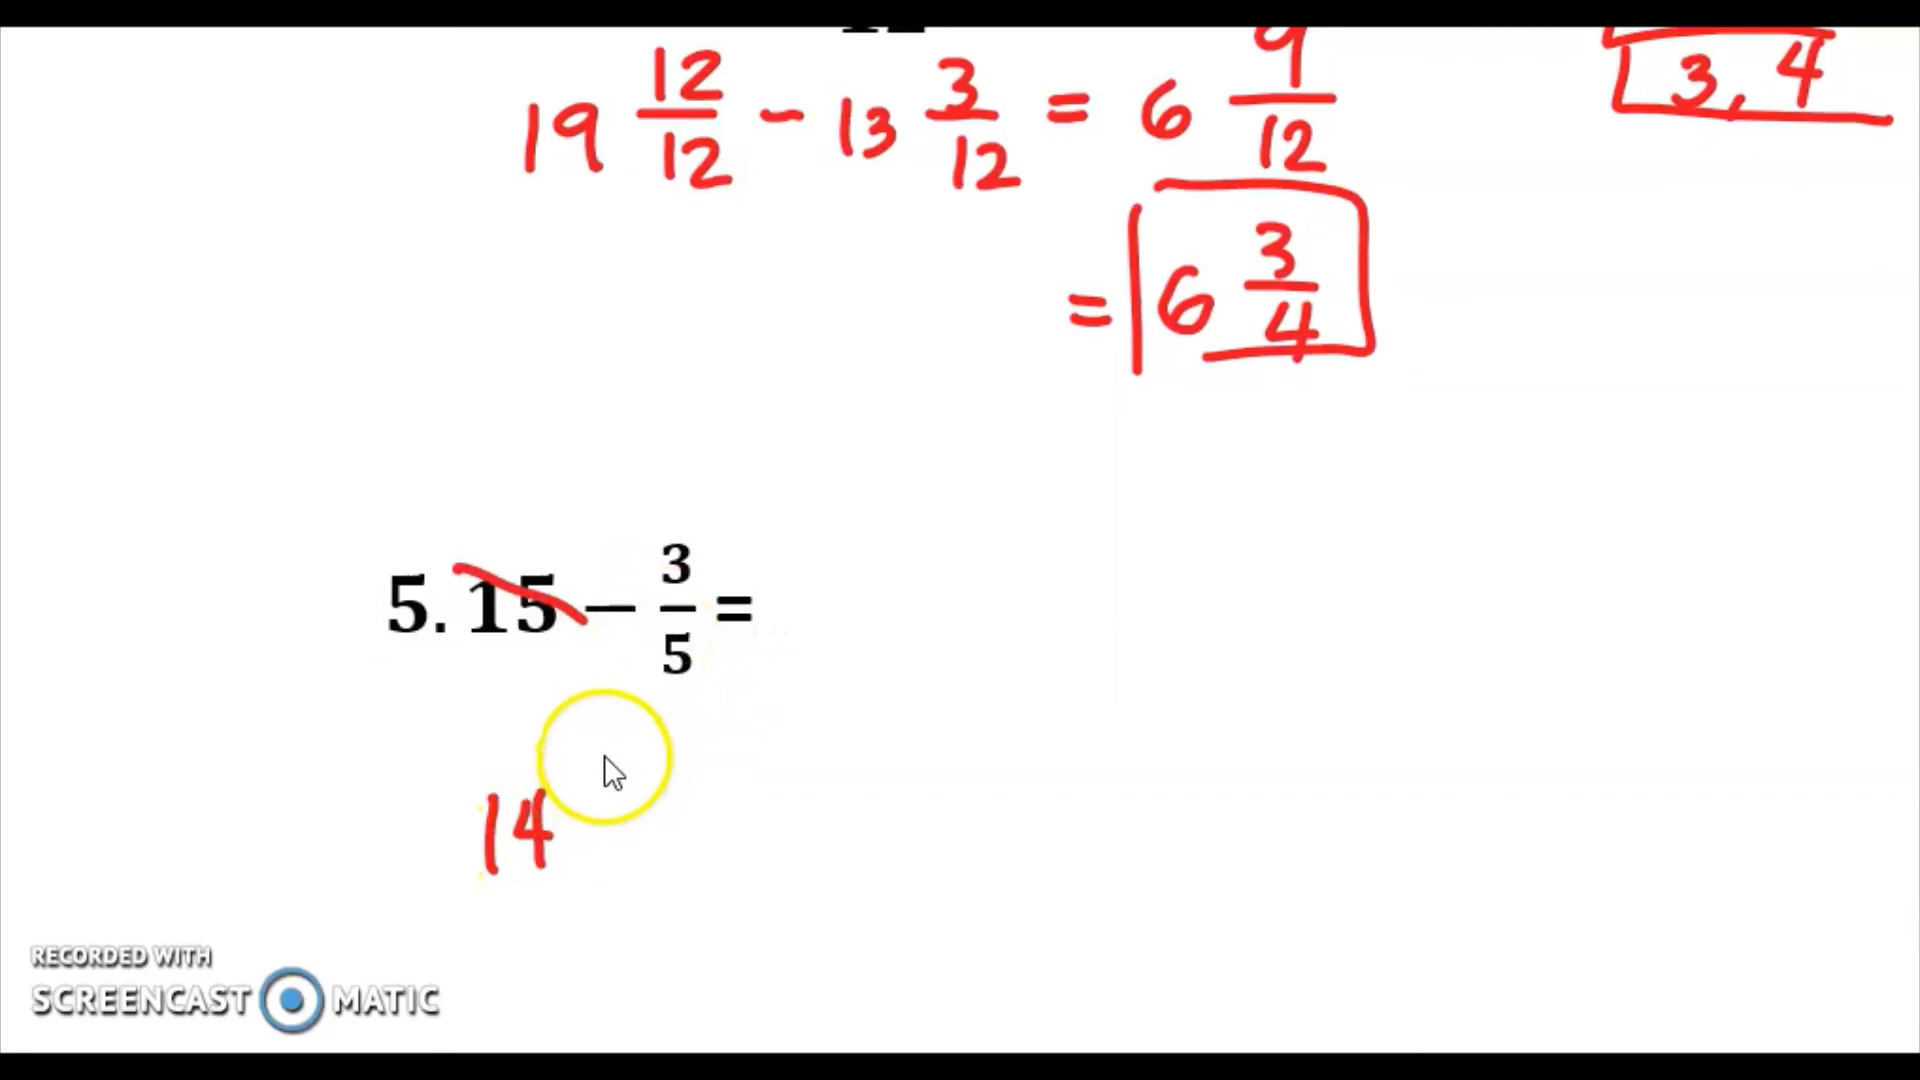 19 12/12 - 13 3/12 = 6 9/12
3, 4
= 6 3/4
5. 15 − 3/5 =
14
RECORDED WITH
SCREENCAST MATIC